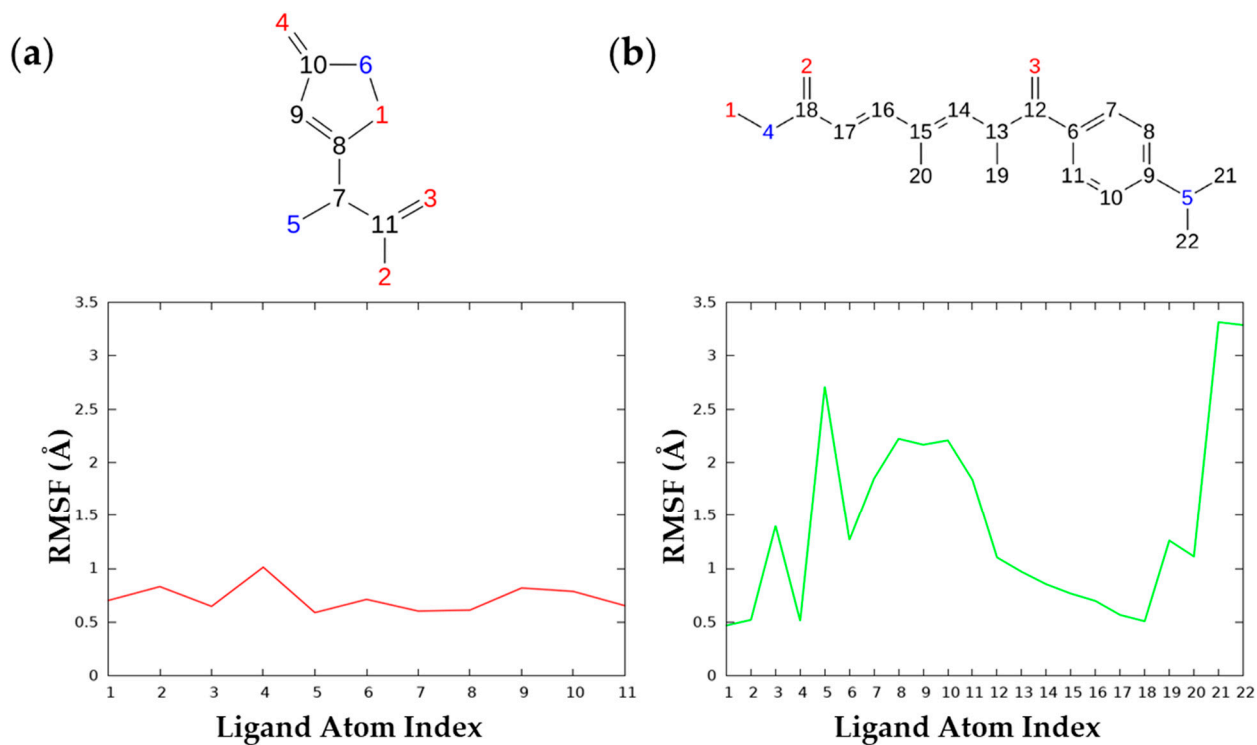 (a)
4
10 6
9 1
8
7 3
5 11
2
(b)
2 3
1 4 18 17 16 15 14 13 12 6 7 8
20 19 11 10 9 5 21
22
3.5
3
2.5
2
1.5
1
0.5
0
RMSF (Å)
1 2 3 4 5 6 7 8 9 10 11
Ligand Atom Index
3.5
3
2.5
2
1.5
1
0.5
0
RMSF (Å)
1 2 3 4 5 6 7 8 9 10 11 12 13 14 15 16 17 18 19 20 21 22
Ligand Atom Index